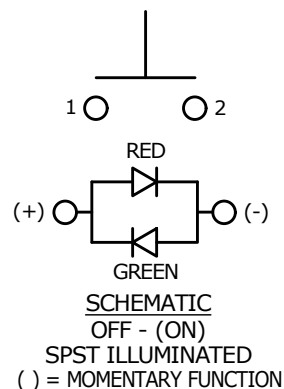 1 2
RED
(+) (-)
GREEN
SCHEMATIC
OFF - (ON)
SPST ILLUMINATED
( ) = MOMENTARY FUNCTION